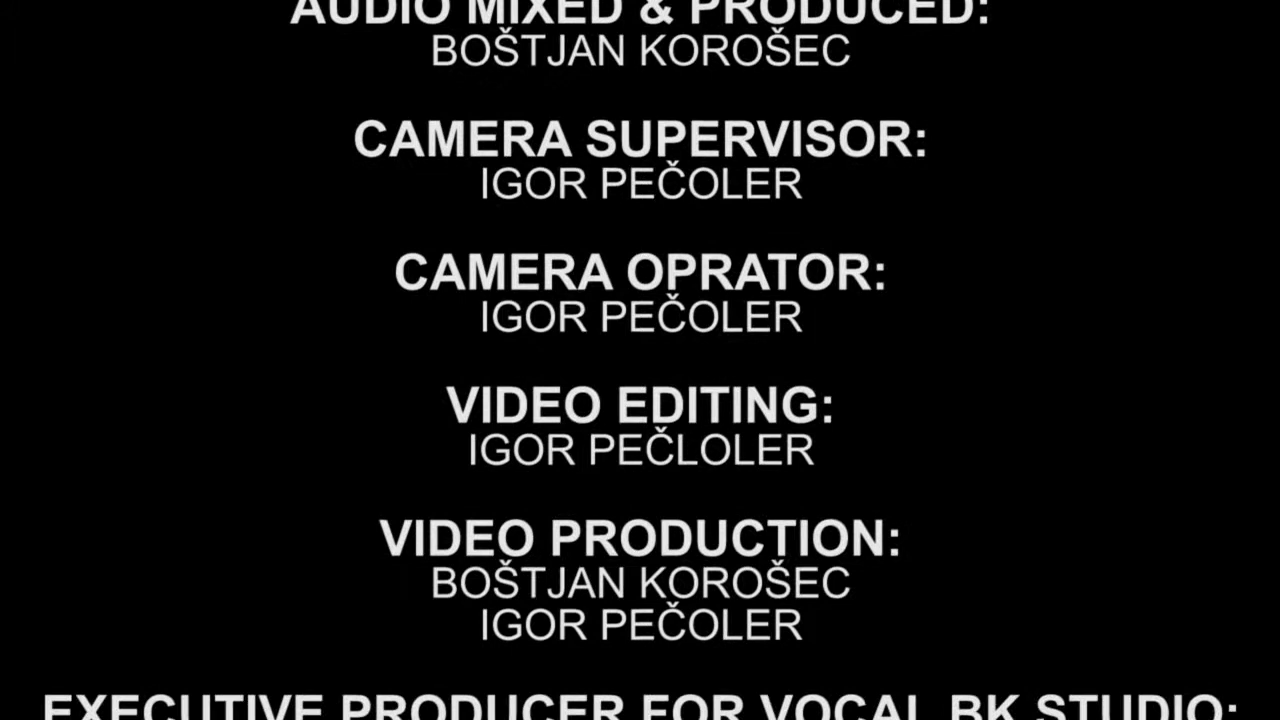 AUDIO MIXED & PRODUCED:
BOŠTJAN KOROŠEC
CAMERA SUPERVISOR:
IGOR PEČOLER
CAMERA OPRATOR:
IGOR PEČOLER
VIDEO EDITING:
IGOR PEČLOLER
VIDEO PRODUCTION:
BOŠTJAN KOROŠEC
IGOR PEČOLER
EXECUTIVE PRODUCER FOR VOCAL BK STUDIO: